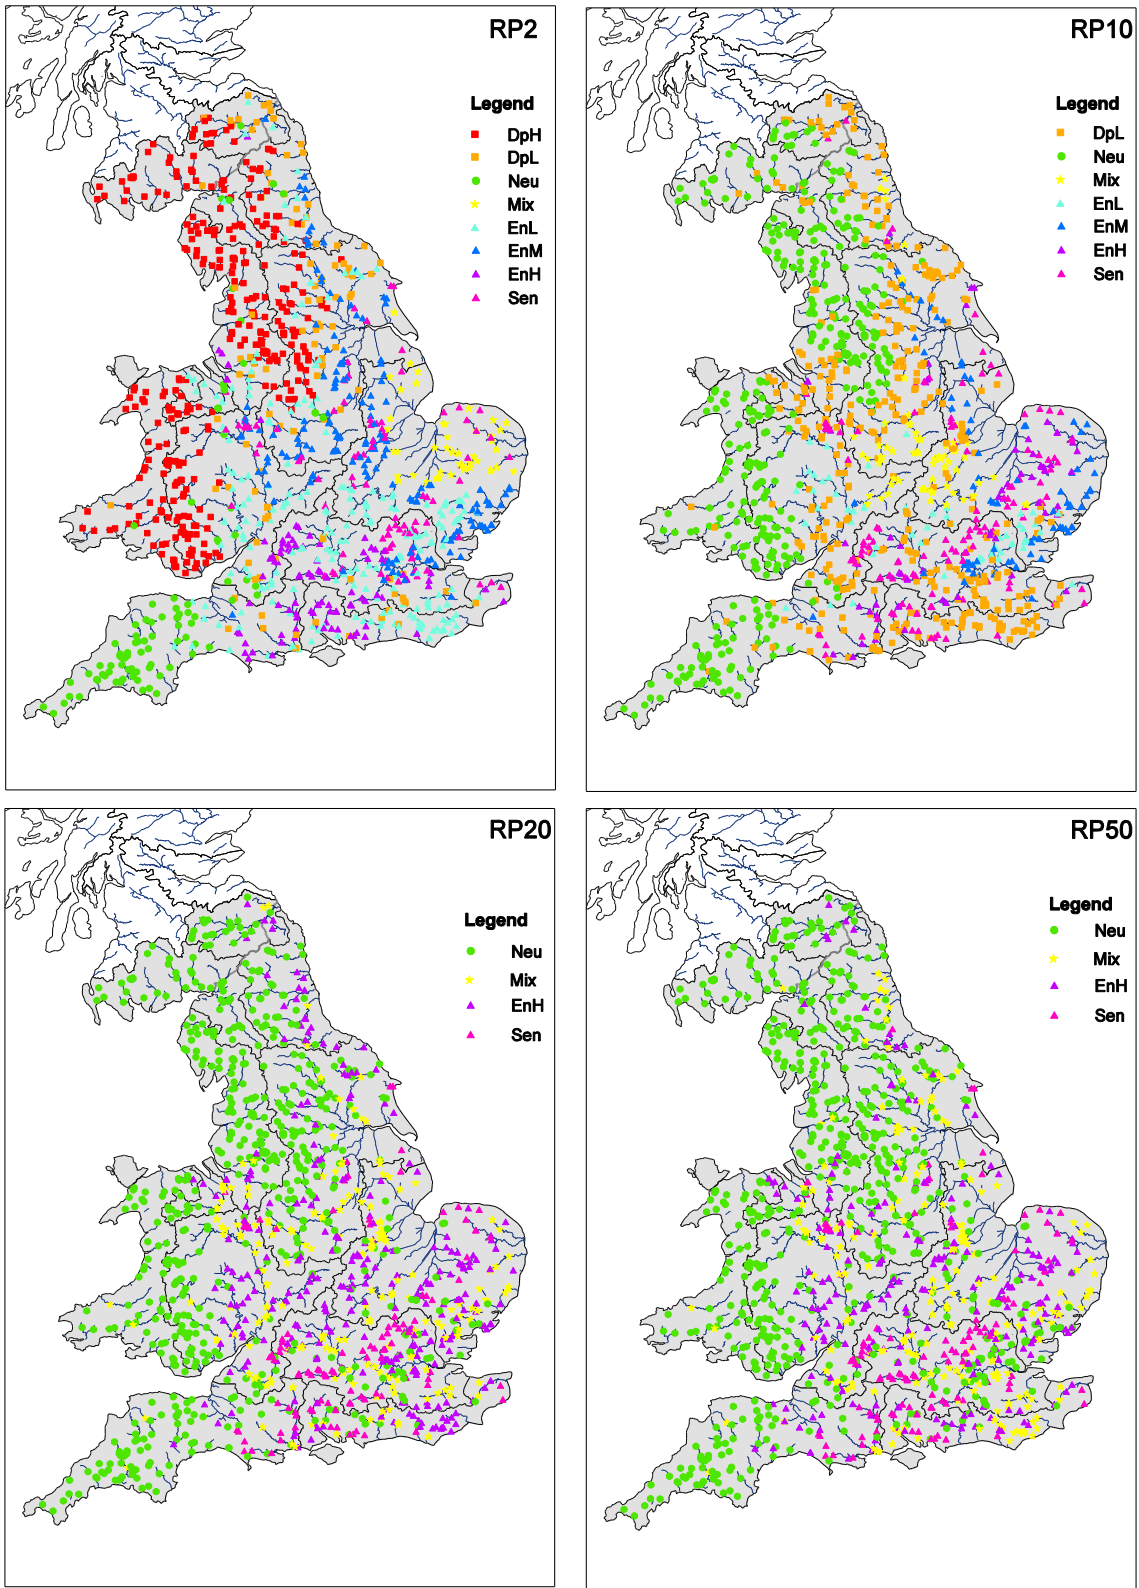 RP2
Legend
DpH
DpL
Neu
Mix
EnL
EnM
EnH
Sen
RP10
Legend
DpL
Neu
Mix
EnL
EnM
EnH
Sen
RP20
Legend
Neu
Mix
EnH
Sen
RP50
Legend
Neu
Mix
EnH
Sen